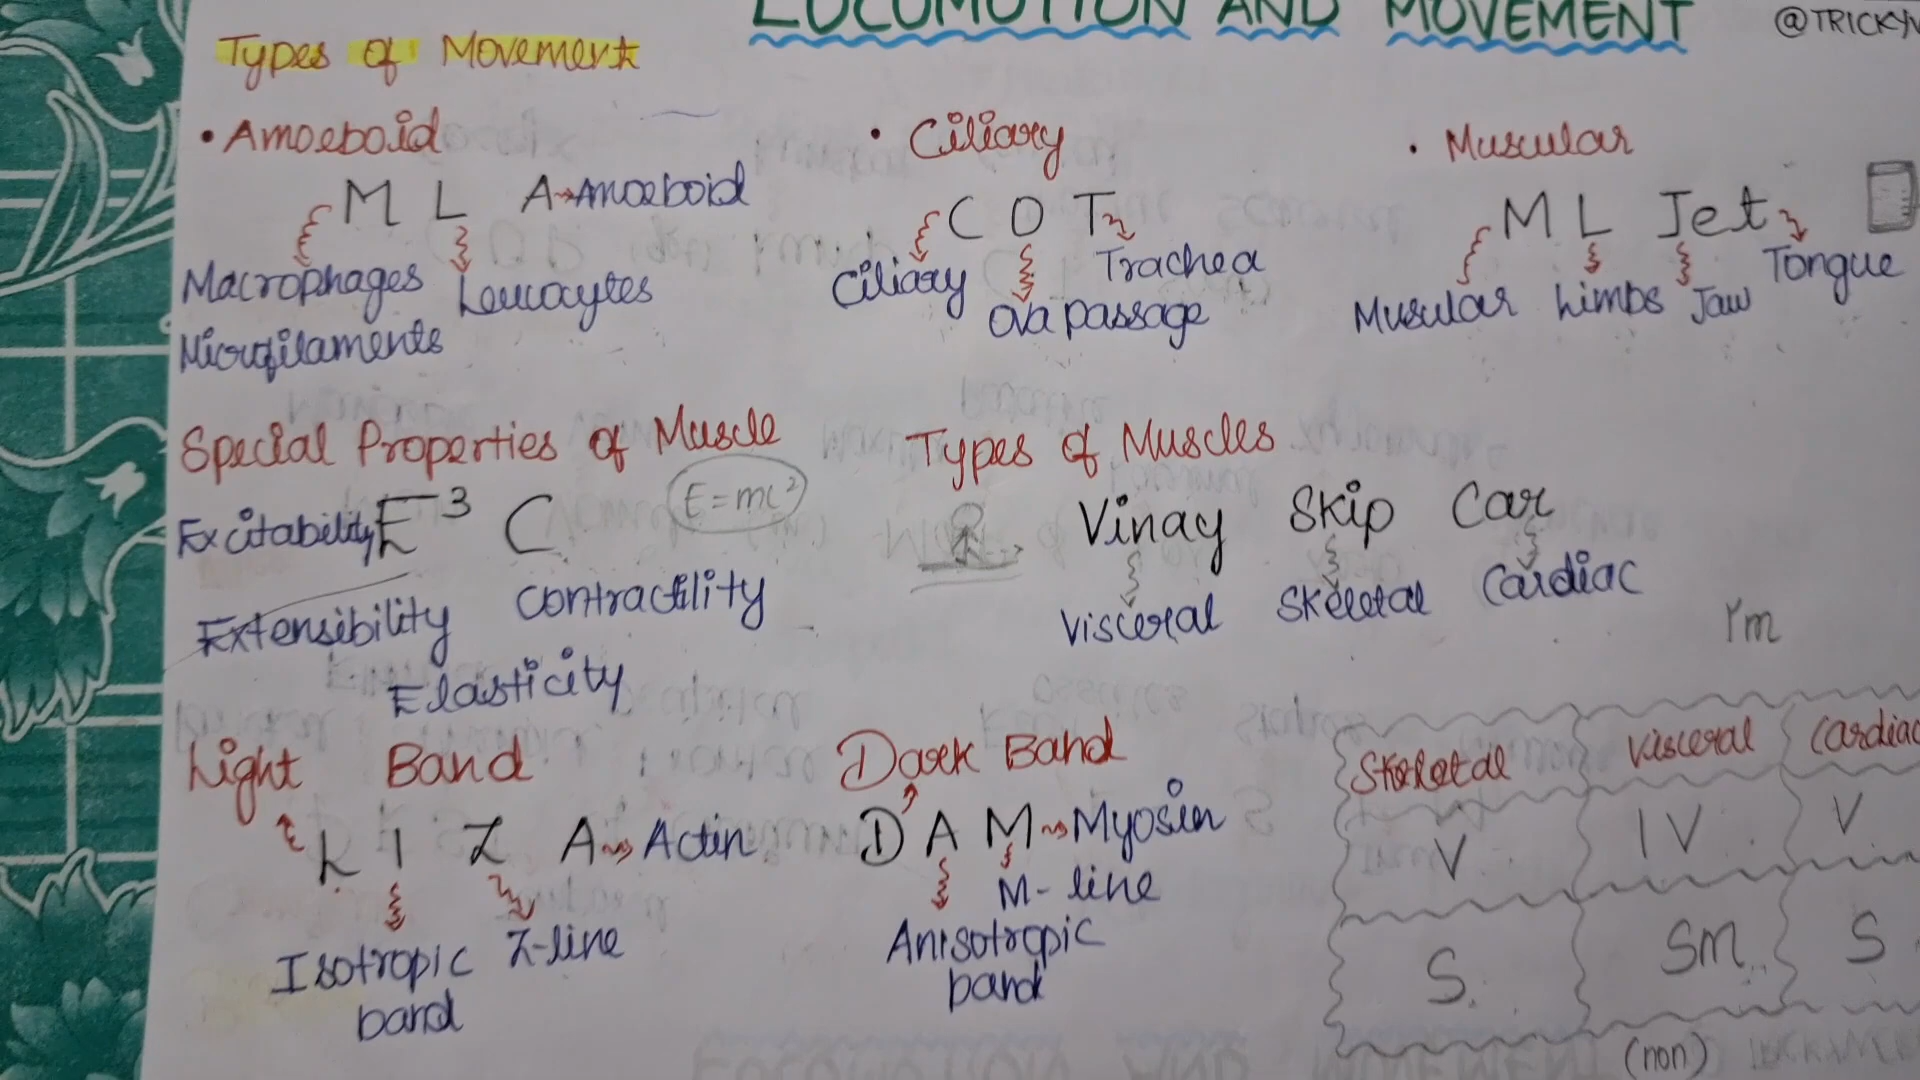 LOCOMOTION AND MOVEMENT
Types of Movement
• Amoeboid
M L A→Amoeboid
Macrophages Leucocytes
Microfilaments
• Ciliary
C O T
Ciliary Trachea
Ova passage
• Muscular
M L Jet
Muscular Limbs Jaw Tongue
Special Properties of Muscle
Excitability E³ C E=mc²
Extensibility Contractility
Elasticity
Types of Muscles
Vinay Skip Car
Visceral Skeletal Cardiac
Light Band
L I Z A Actin
Isotropic Z-line
band
Dark Band
D A M Myosin
M-line
Anisotropic
band
Skeletal Visceral Cardiac
V IV V
S. Sm S
(non)